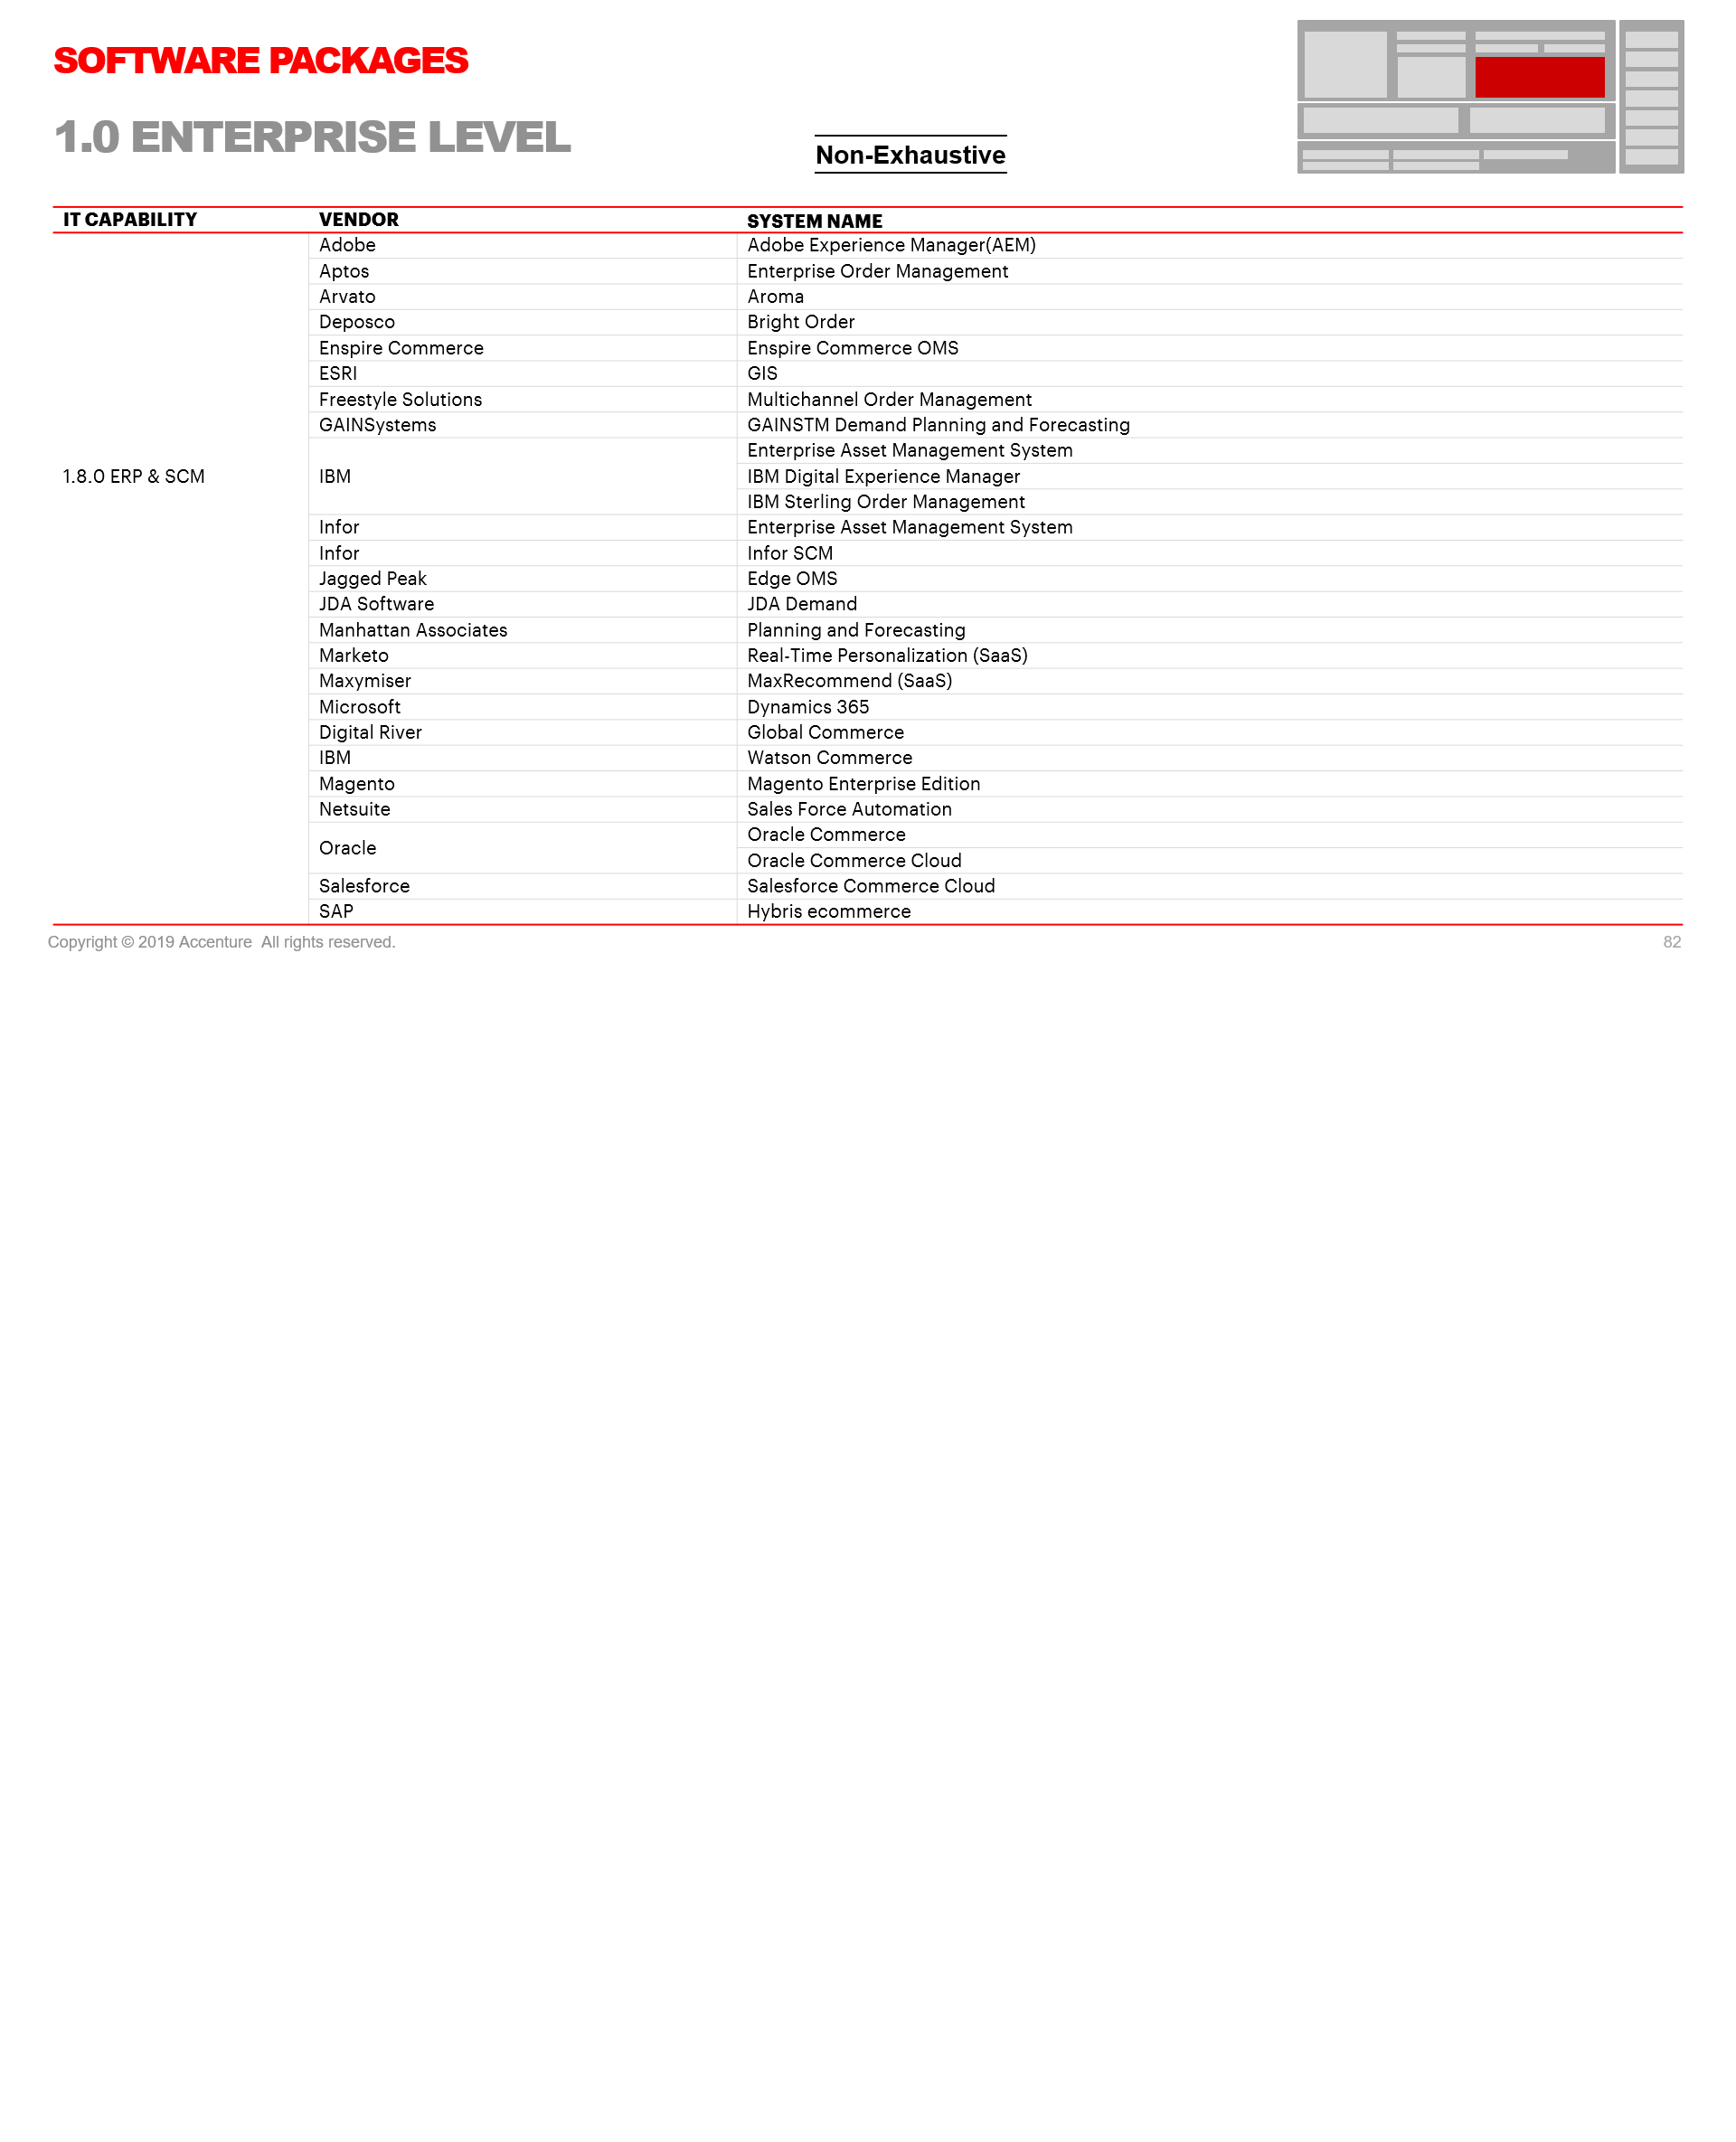 SOFTWARE PACKAGES
1.0 ENTERPRISE LEVEL
Non-Exhaustive
IT CAPABILITY VENDOR SYSTEM NAME
Adobe Adobe Experience Manager(AEM)
Aptos Enterprise Order Management
Arvato Aroma
Deposco Bright Order
Enspire Commerce Enspire Commerce OMS
ESRI GIS
Freestyle Solutions Multichannel Order Management
GAINSystems GAINSTM Demand Planning and Forecasting
Enterprise Asset Management System
1.8.0 ERP & SCM IBM IBM Digital Experience Manager
IBM Sterling Order Management
Infor Enterprise Asset Management System
Infor Infor SCM
Jagged Peak Edge OMS
JDA Software JDA Demand
Manhattan Associates Planning and Forecasting
Marketo Real-Time Personalization (SaaS)
Maxymiser MaxRecommend (SaaS)
Microsoft Dynamics 365
Digital River Global Commerce
IBM Watson Commerce
Magento Magento Enterprise Edition
Netsuite Sales Force Automation
Oracle Oracle Commerce
Oracle Commerce Cloud
Salesforce Salesforce Commerce Cloud
SAP Hybris ecommerce
Copyright © 2019 Accenture  All rights reserved. 82